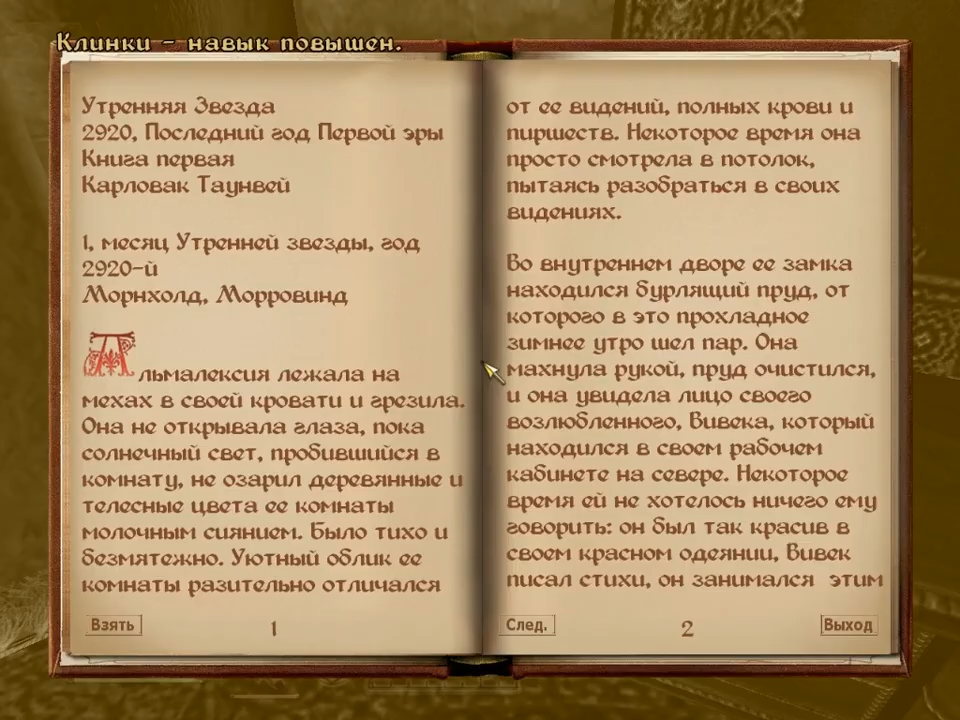 Клинки - навык повышен.
Утренняя Звезда
2920, Последний год Первой эры
Книга первая
Карловак Таунвей
1, месяц Утренней звезды, год
2920-й
Морнхолд, Морровинд
Альмалексия лежала на
мехах в своей кровати и грезила.
Она не открывала глаза, пока
солнечный свет, пробившийся в
комнату, не озарил деревянные и
телесные цвета ее комнаты
молочным сиянием. Было тихо и
безмятежно. Уютный облик ее
комнаты разительно отличался
Взять
1
от ее видений, полных крови и
пиршеств. Некоторое время она
просто смотрела в потолок,
пытаясь разобраться в своих
видениях.
Во внутреннем дворе ее замка
находился бурлящий пруд, от
которого в это прохладное
зимнее утро шел пар. Она
махнула рукой, пруд очистился,
и она увидела лицо своего
возлюбленного, Вивека, который
находился в своем рабочем
кабинете на севере. Некоторое
время ей не хотелось ничего ему
говорить: он был так красив в
своем красном одеянии, Вивек
писал стихи, он занимался этим
След.
2
Выход